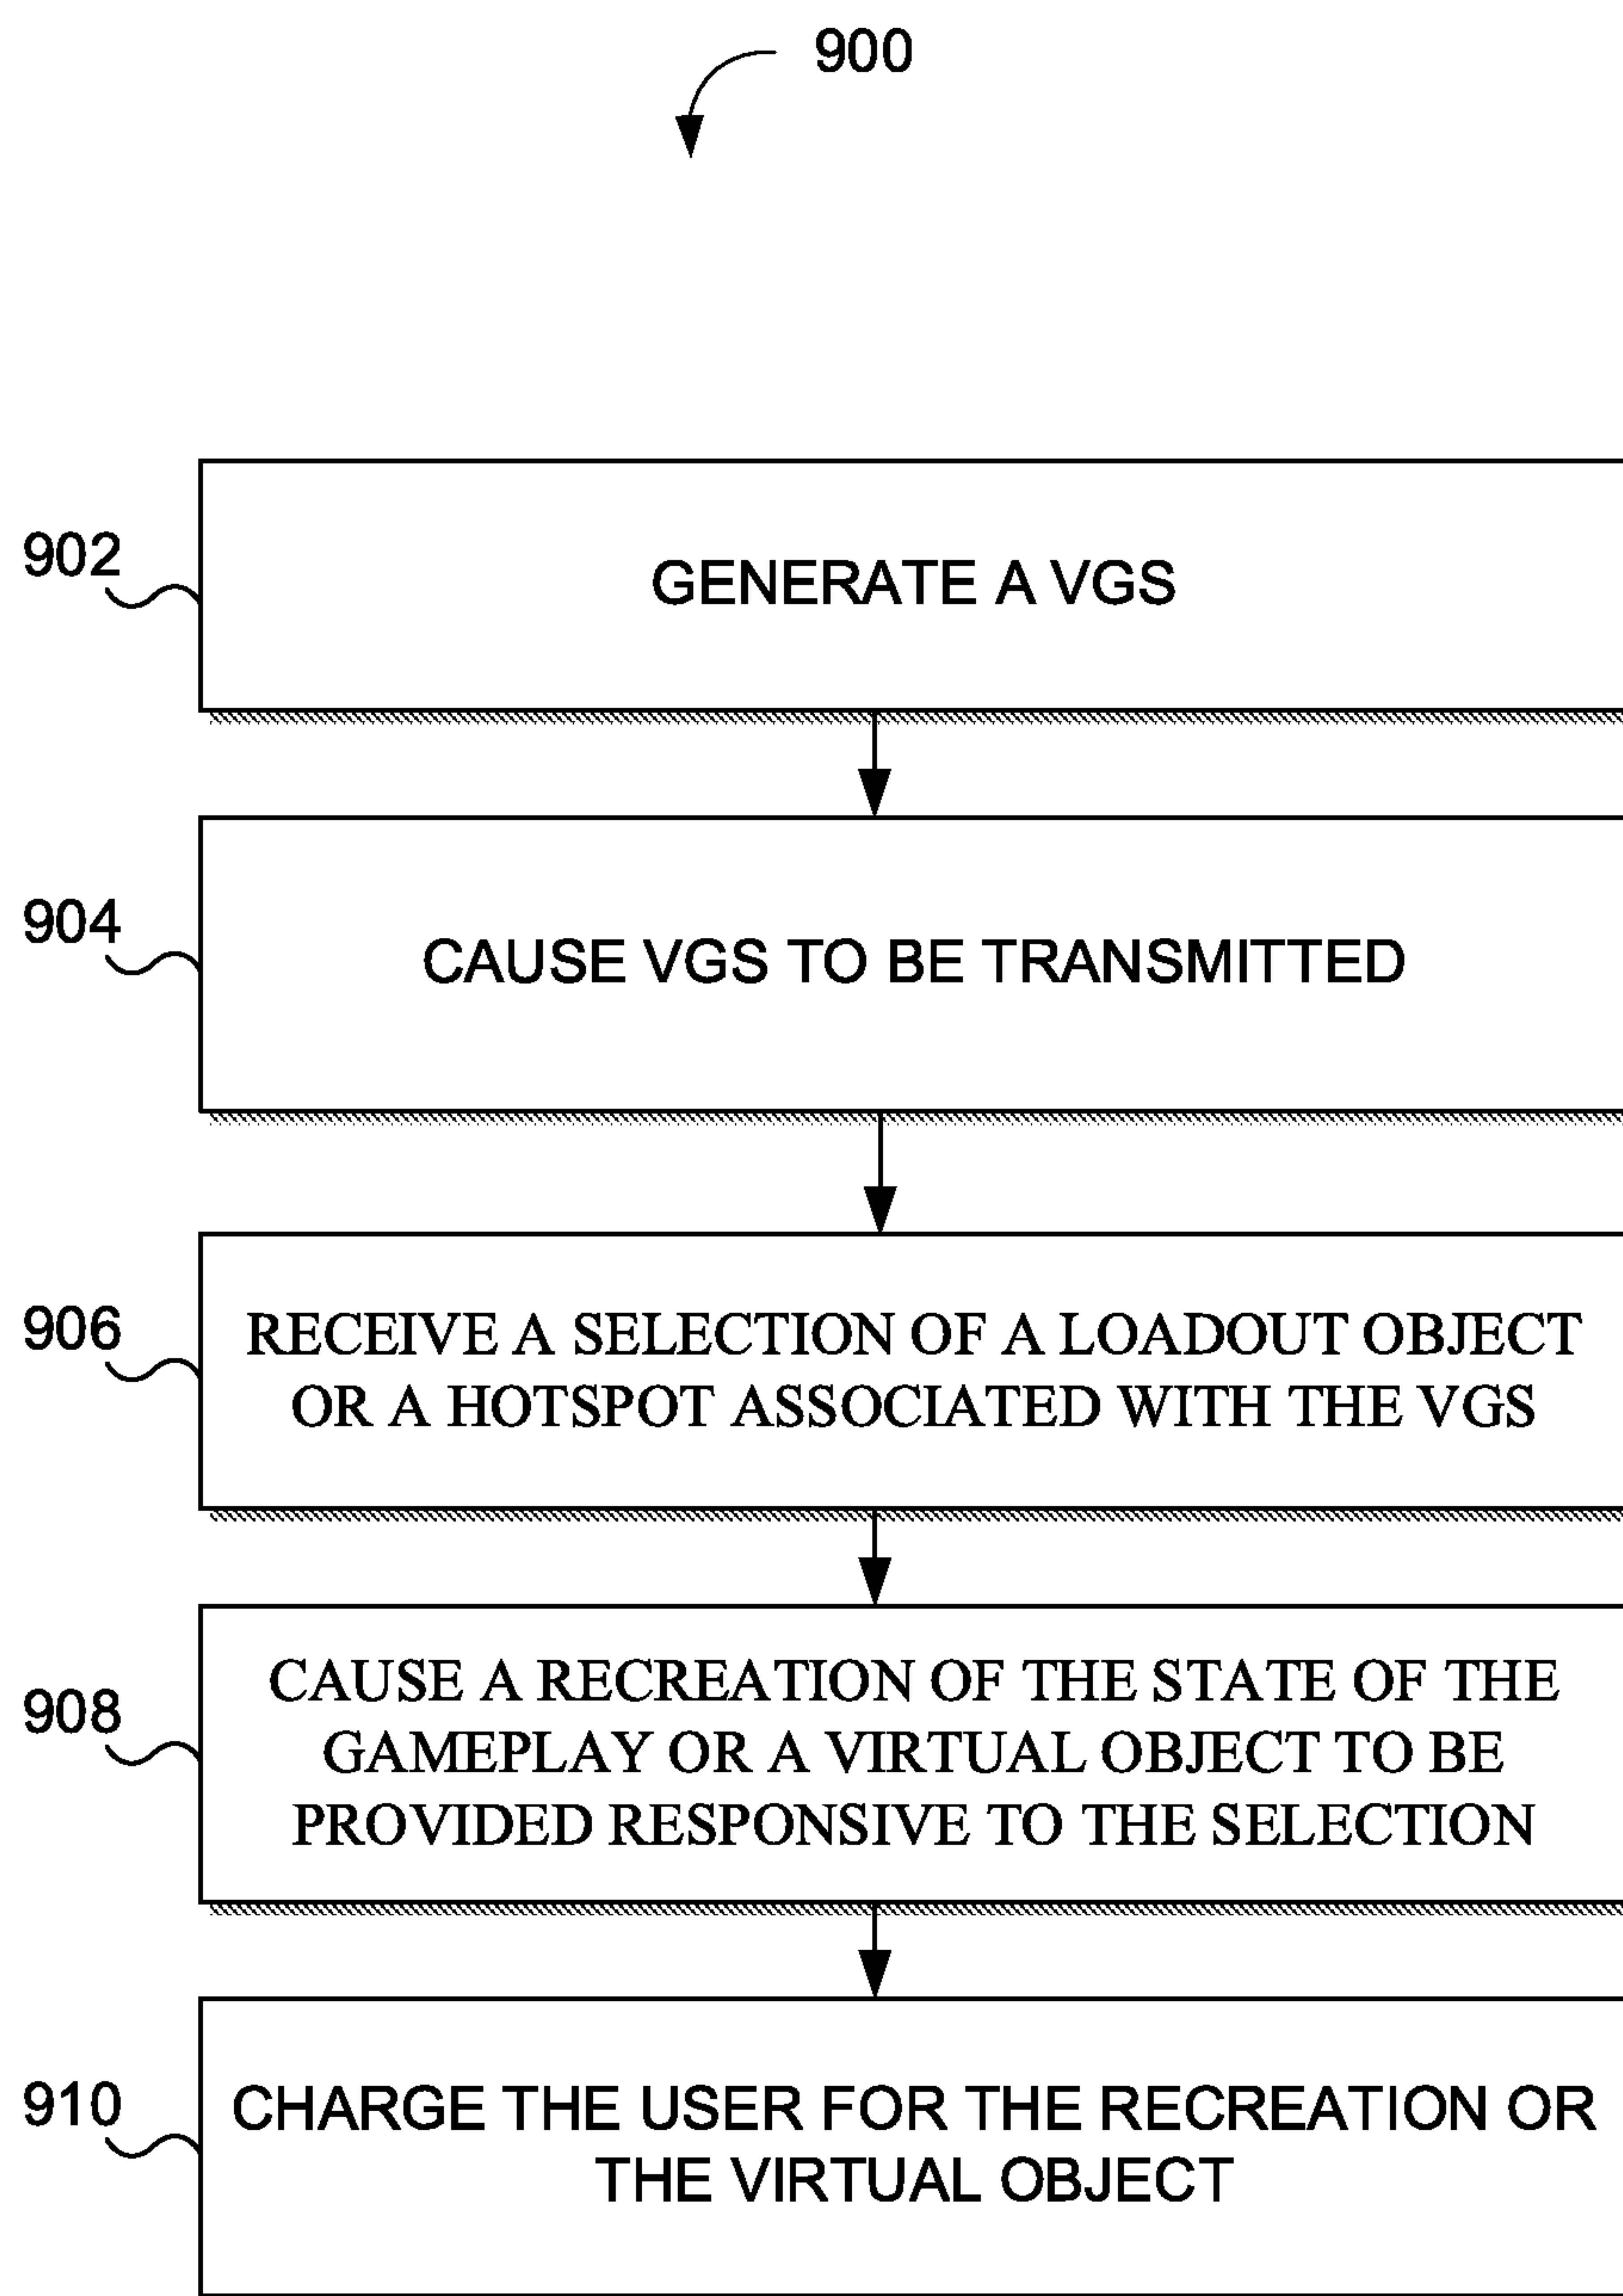 900
902
GENERATE A VGS
904
CAUSE VGS TO BE TRANSMITTED
906
RECEIVE A SELECTION OF A LOADOUT OBJECT
OR A HOTSPOT ASSOCIATED WITH THE VGS
908
CAUSE A RECREATION OF THE STATE OF THE
GAMEPLAY OR A VIRTUAL OBJECT TO BE
PROVIDED RESPONSIVE TO THE SELECTION
910
CHARGE THE USER FOR THE RECREATION OR
THE VIRTUAL OBJECT